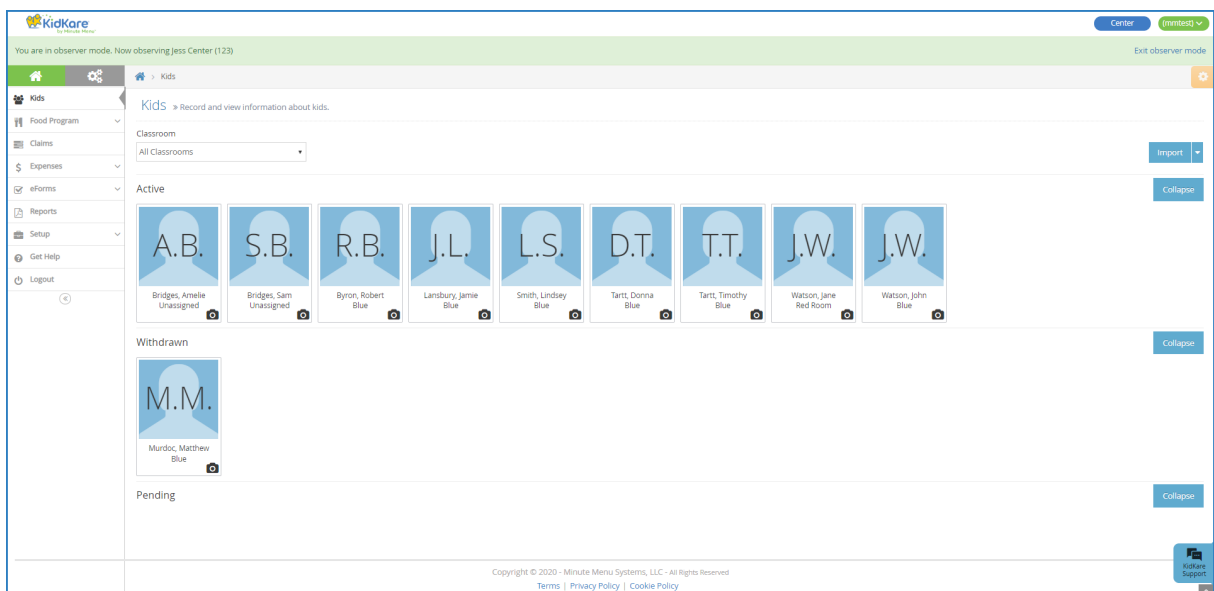 KidKare
by Minute Menu
Center
(mmtest)
You are in observer mode. Now observing Jess Center (123)
Exit observer mode
Kids
Kids
Kids » Record and view information about kids.
Food Program
Claims
Expenses
eForms
Reports
Setup
Get Help
Logout
Classroom
All Classrooms
Import
Active
Collapse
A.B.
S.B.
R.B.
J.L.
L.S.
D.T.
T.T.
J.W.
J.W.
Bridges, Amelie
Unassigned
Bridges, Sam
Unassigned
Byron, Robert
Blue
Lansbury, Jamie
Blue
Smith, Lindsey
Blue
Tartt, Donna
Blue
Tartt, Timothy
Blue
Watson, Jane
Red Room
Watson, John
Blue
Withdrawn
Collapse
M.M.
Murdoc, Matthew
Blue
Pending
Collapse
KidKare
Support
Copyright © 2020 - Minute Menu Systems, LLC - All Rights Reserved
Terms | Privacy Policy | Cookie Policy